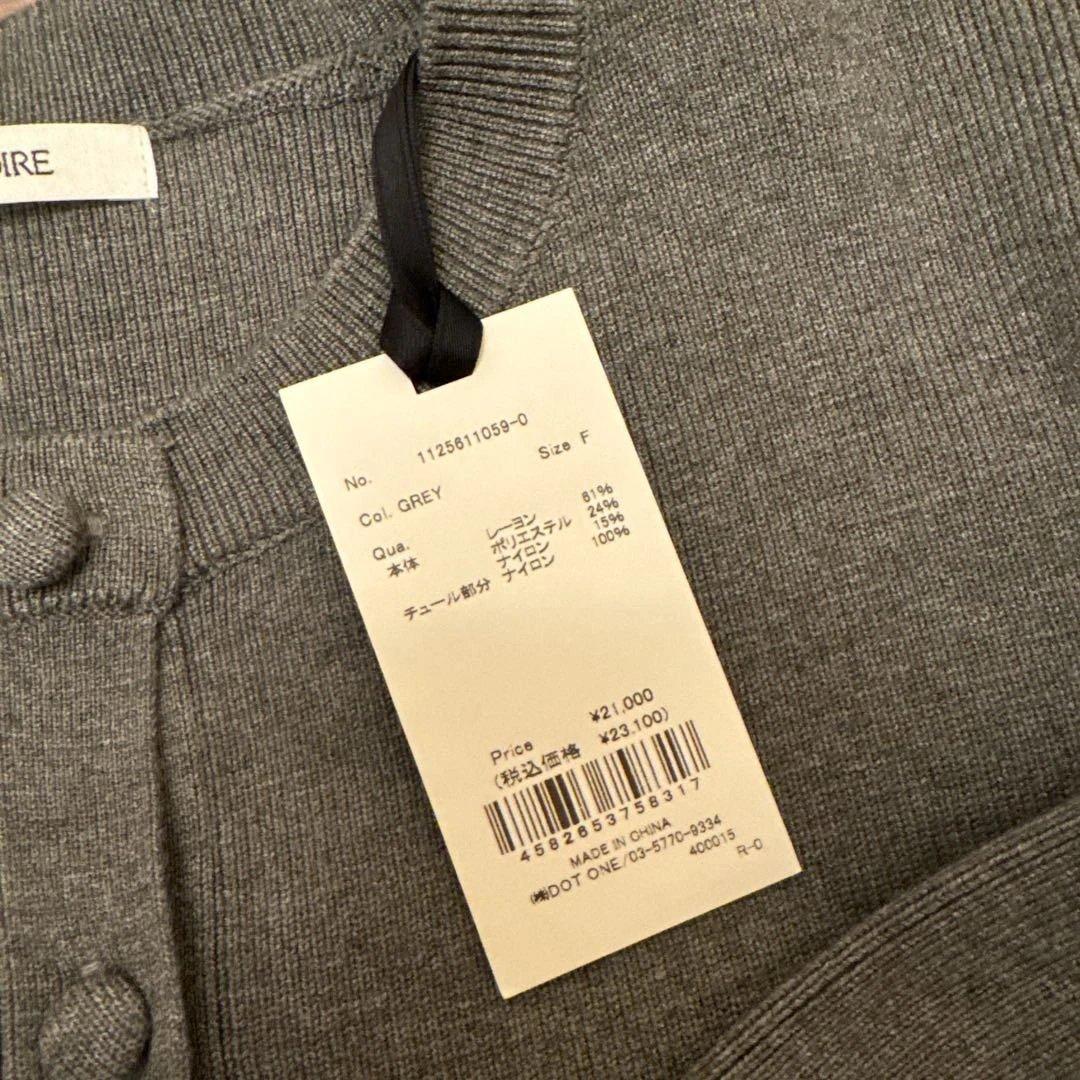 OIRE
No. 1125611059-0
Size F
Col. GREY
Qua.
本体 レーヨン 61%
ポリエステル 24%
ナイロン 15%
チュール部分 ナイロン 100%
Price ¥21,000
(税込価格 ¥23,100)
4582653758317
MADE IN CHINA
㈱DOT ONE/03-5770-9334
400015
R-0